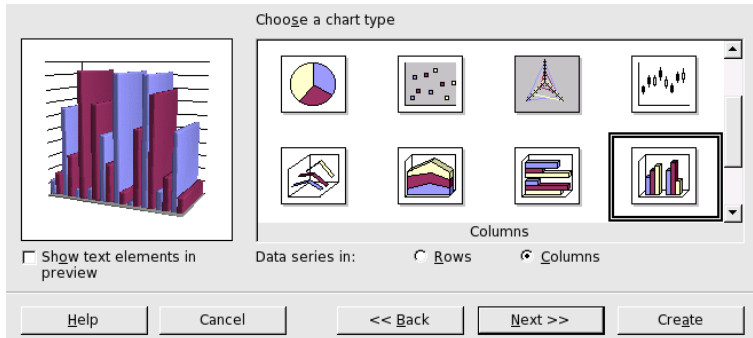 Choose a chart type
Columns
Show text elements in
preview
Data series in:
Rows
Columns
Help
Cancel
<< Back
Next >>
Create